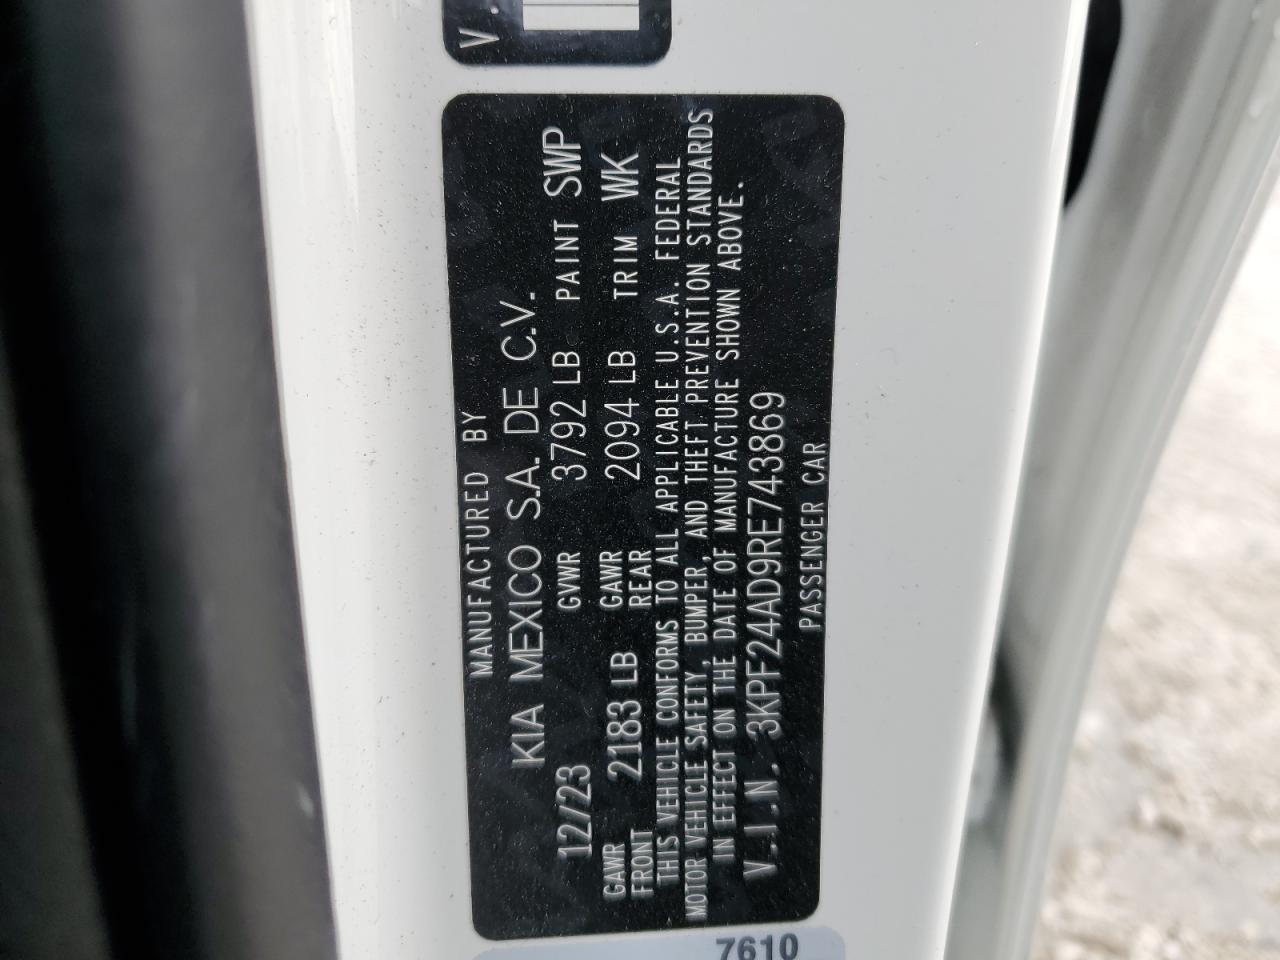 V.
MANUFACTURED BY
KIA MEXICO S.A. DE C.V.
12/23 GVWR 3792 LB PAINT SWP
GAWR FRONT 2183 LB GAWR REAR 2094 LB TRIM WK
THIS VEHICLE CONFORMS TO ALL APPLICABLE U.S.A. FEDERAL
MOTOR VEHICLE SAFETY, BUMPER, AND THEFT PREVENTION STANDARDS
IN EFFECT ON THE DATE OF MANUFACTURE SHOWN ABOVE.
V.I.N. 3KPF24AD9RE743869
PASSENGER CAR
7610